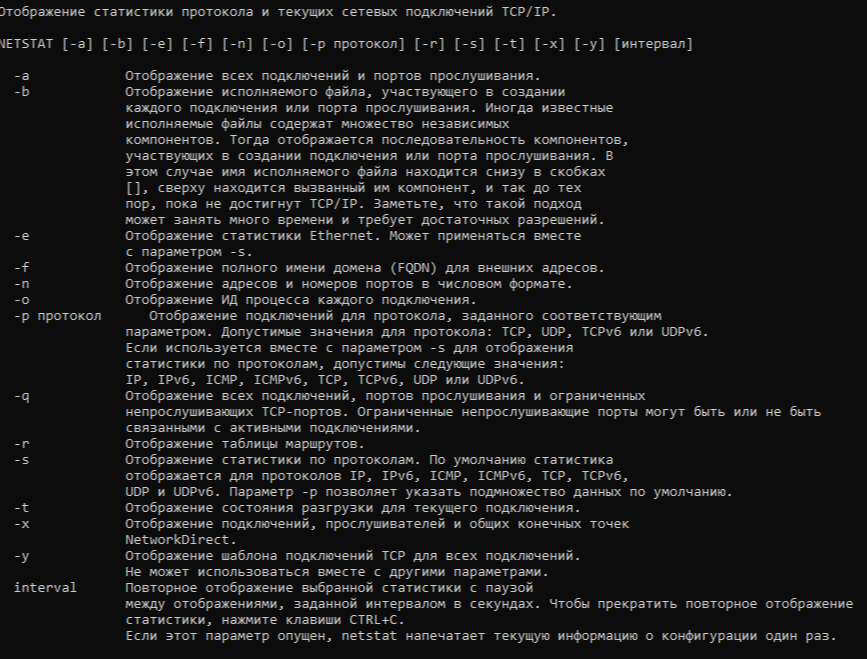 Отображение статистики протокола и текущих сетевых подключений TCP/IP.
NETSTAT [-a] [-b] [-e] [-f] [-n] [-o] [-p протокол] [-r] [-s] [-t] [-x] [-y] [интервал]
-a Отображение всех подключений и портов прослушивания.
-b Отображение исполняемого файла, участвующего в создании
каждого подключения или порта прослушивания. Иногда известные
исполняемые файлы содержат множество независимых
компонентов. Тогда отображается последовательность компонентов,
участвующих в создании подключения или порта прослушивания. В
этом случае имя исполняемого файла находится снизу в скобках
[], сверху находится вызванный им компонент, и так до тех
пор, пока не достигнут TCP/IP. Заметьте, что такой подход
может занять много времени и требует достаточных разрешений.
-e Отображение статистики Ethernet. Может применяться вместе
с параметром -s.
-f Отображение полного имени домена (FQDN) для внешних адресов.
-n Отображение адресов и номеров портов в числовом формате.
-o Отображение ИД процесса каждого подключения.
-p протокол Отображение подключений для протокола, заданного соответствующим
параметром. Допустимые значения для протокола: TCP, UDP, TCPv6 или UDPv6.
Если используется вместе с параметром -s для отображения
статистики по протоколам, допустимы следующие значения:
IP, IPv6, ICMP, ICMPv6, TCP, TCPv6, UDP или UDPv6.
-q Отображение всех подключений, портов прослушивания и ограниченных
непрослушивающих TCP-портов. Ограниченные непрослушивающие порты могут быть или не быть
связанными с активными подключениями.
-r Отображение таблицы маршрутов.
-s Отображение статистики по протоколам. По умолчанию статистика
отображается для протоколов IP, IPv6, ICMP, ICMPv6, TCP, TCPv6,
UDP и UDPv6. Параметр -p позволяет указать подмножество данных по умолчанию.
-t Отображение состояния разгрузки для текущего подключения.
-x Отображение подключений, прослушивателей и общих конечных точек
NetworkDirect.
-y Отображение шаблона подключений TCP для всех подключений.
Не может использоваться вместе с другими параметрами.
interval Повторное отображение выбранной статистики с паузой
между отображениями, заданной интервалом в секундах. Чтобы прекратить повторное отображение
статистики, нажмите клавиши CTRL+C.
Если этот параметр опущен, netstat напечатает текущую информацию о конфигурации один раз.